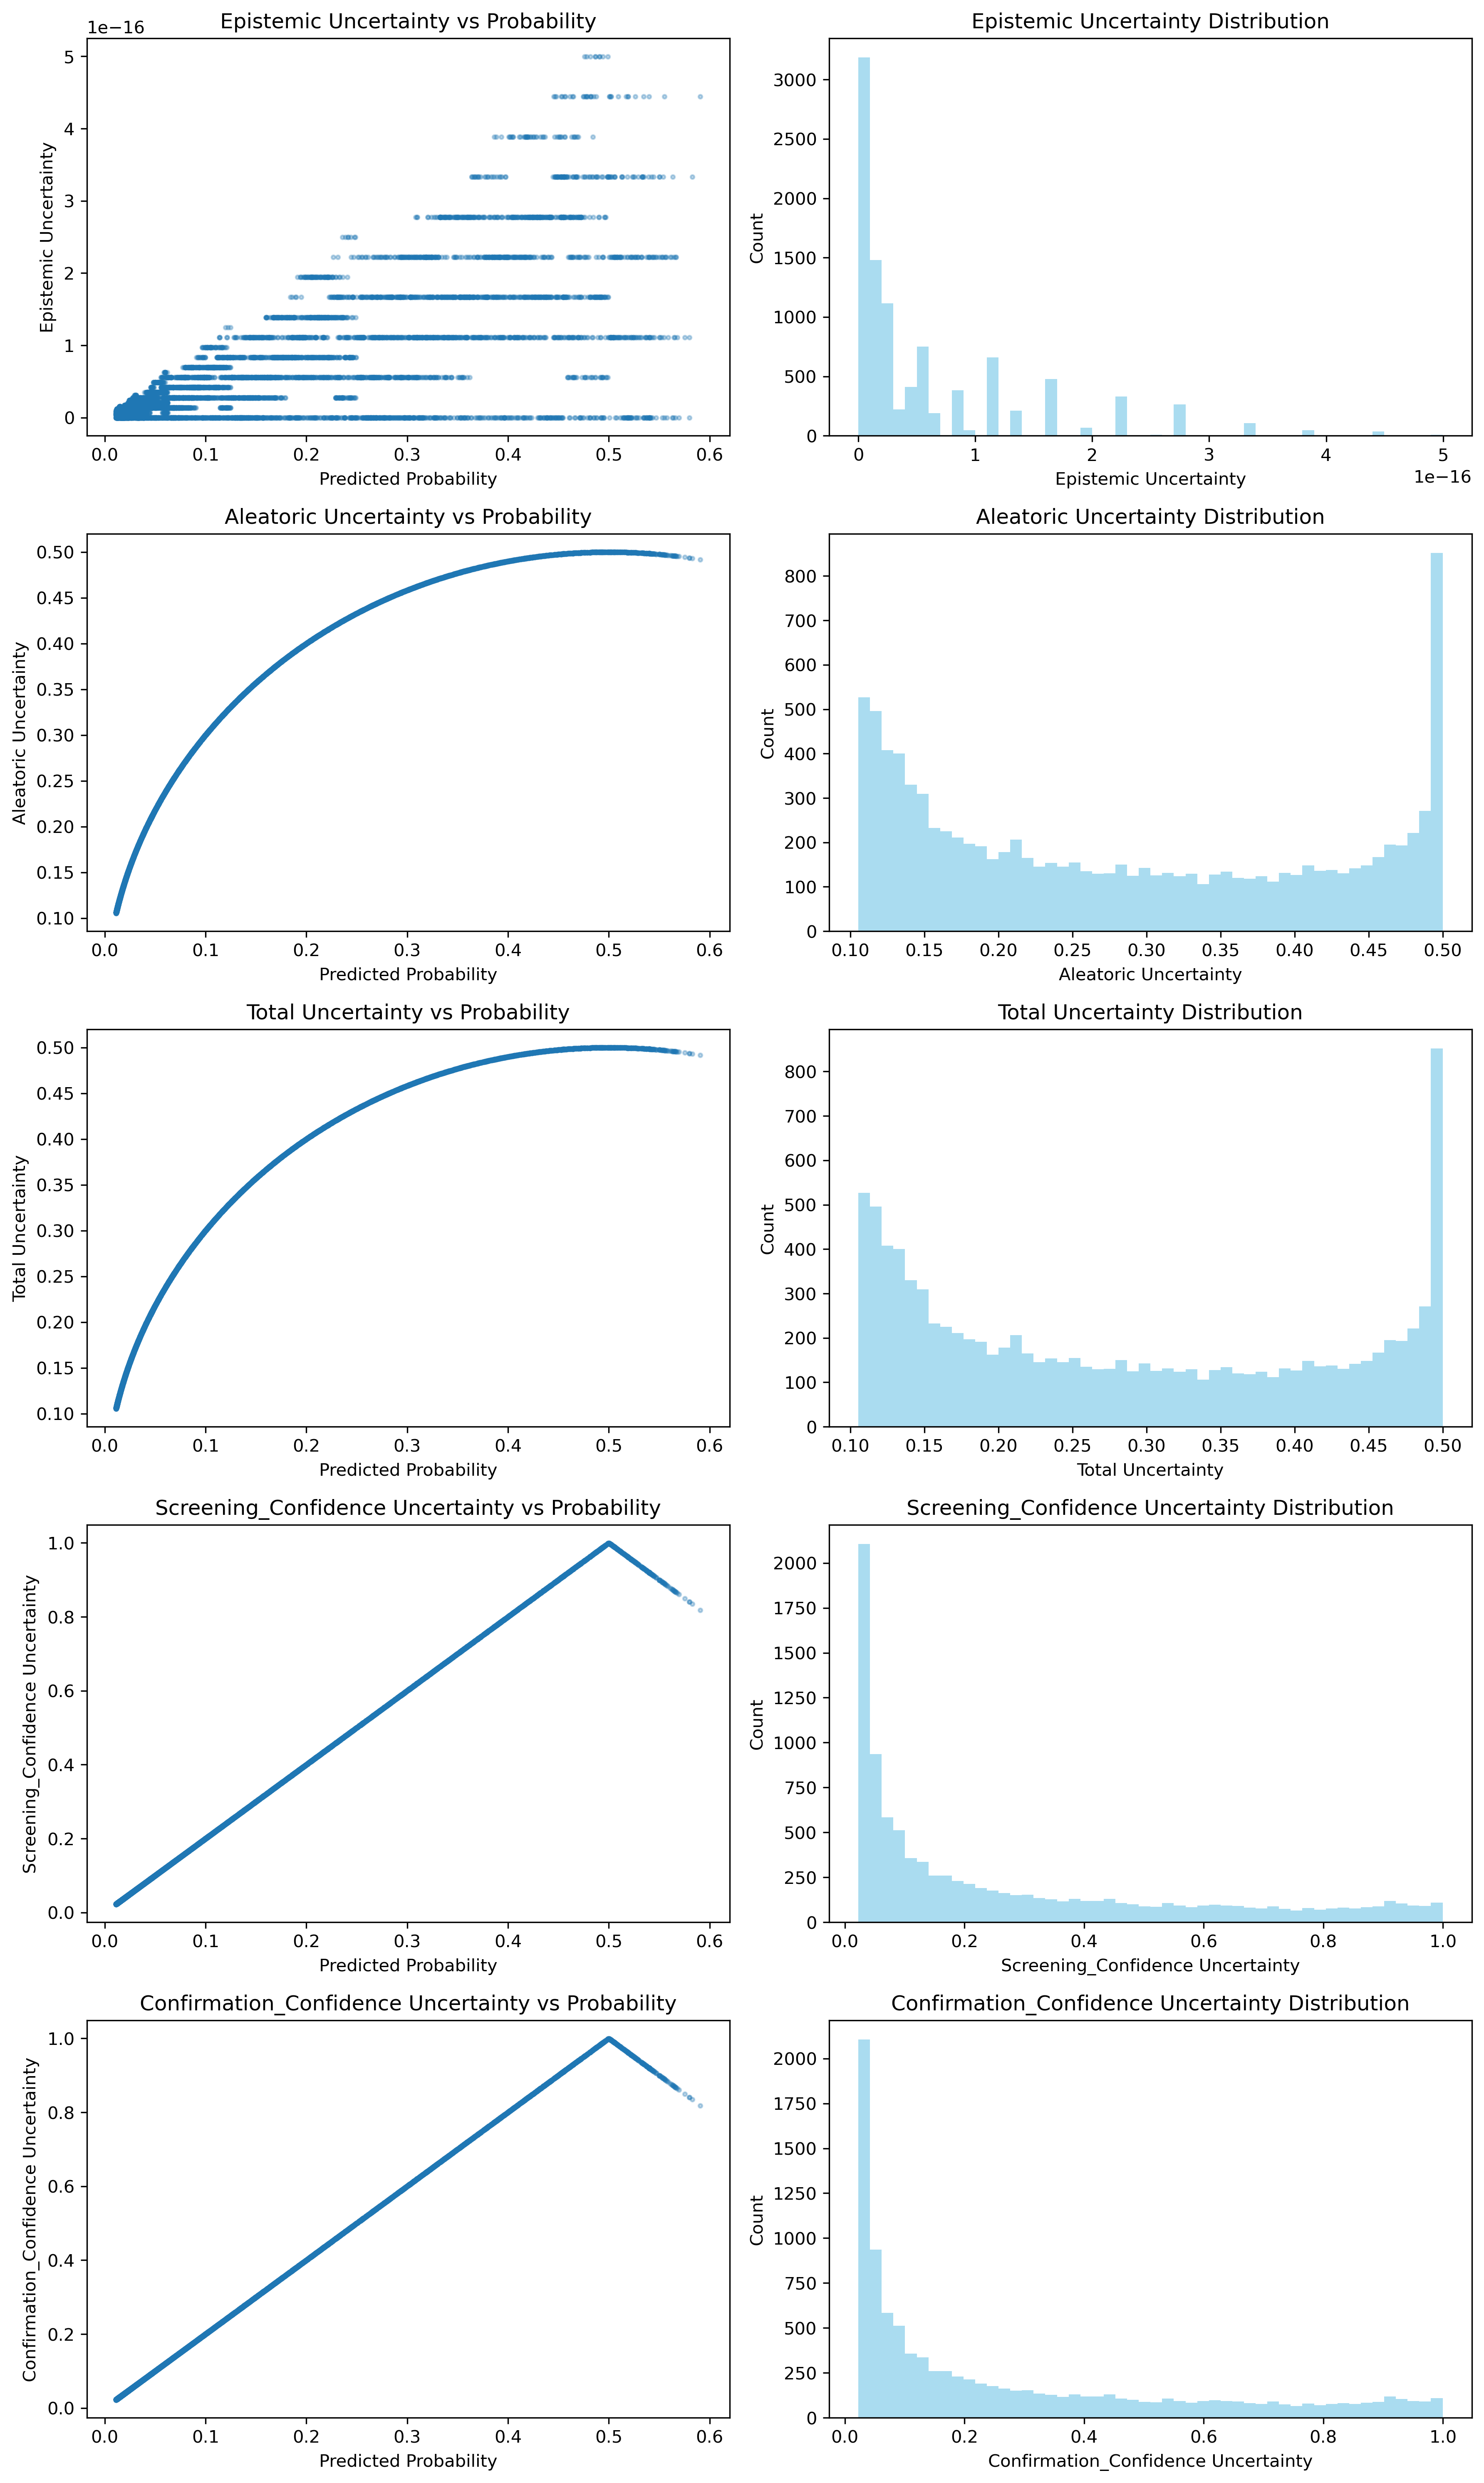 Epistemic Uncertainty vs Probability
1e−16
Epistemic Uncertainty
5
4
3
2
1
0
0.0 0.1 0.2 0.3 0.4 0.5 0.6
Predicted Probability
Epistemic Uncertainty Distribution
Count
3000
2500
2000
1500
1000
500
0
0 1 2 3 4 5
Epistemic Uncertainty
1e−16
Aleatoric Uncertainty vs Probability
Aleatoric Uncertainty
0.50
0.45
0.40
0.35
0.30
0.25
0.20
0.15
0.10
0.0 0.1 0.2 0.3 0.4 0.5 0.6
Predicted Probability
Aleatoric Uncertainty Distribution
Count
800
700
600
500
400
300
200
100
0
0.10 0.15 0.20 0.25 0.30 0.35 0.40 0.45 0.50
Aleatoric Uncertainty
Total Uncertainty vs Probability
Total Uncertainty
0.50
0.45
0.40
0.35
0.30
0.25
0.20
0.15
0.10
0.0 0.1 0.2 0.3 0.4 0.5 0.6
Predicted Probability
Total Uncertainty Distribution
Count
800
700
600
500
400
300
200
100
0
0.10 0.15 0.20 0.25 0.30 0.35 0.40 0.45 0.50
Total Uncertainty
Screening_Confidence Uncertainty vs Probability
Screening_Confidence Uncertainty
1.0
0.8
0.6
0.4
0.2
0.0
0.0 0.1 0.2 0.3 0.4 0.5 0.6
Predicted Probability
Screening_Confidence Uncertainty Distribution
Count
2000
1750
1500
1250
1000
750
500
250
0
0.0 0.2 0.4 0.6 0.8 1.0
Screening_Confidence Uncertainty
Confirmation_Confidence Uncertainty vs Probability
Confirmation_Confidence Uncertainty
1.0
0.8
0.6
0.4
0.2
0.0
0.0 0.1 0.2 0.3 0.4 0.5 0.6
Predicted Probability
Confirmation_Confidence Uncertainty Distribution
Count
2000
1750
1500
1250
1000
750
500
250
0
0.0 0.2 0.4 0.6 0.8 1.0
Confirmation_Confidence Uncertainty